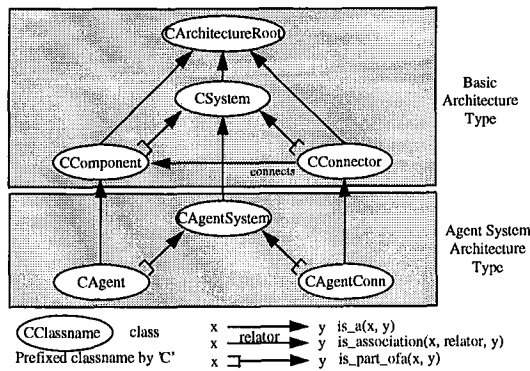 CArchitectureRoot
CSystem
Basic
Architecture
Type
CComponent
CConnector
connects
CAgentSystem
Agent System
Architecture
Type
CAgent
CAgentConn
CClassname class
Prefixed classname by 'C'
x y is_a(x, y)
x relator y is_association(x, relator, y)
x y is_part_ofa(x, y)